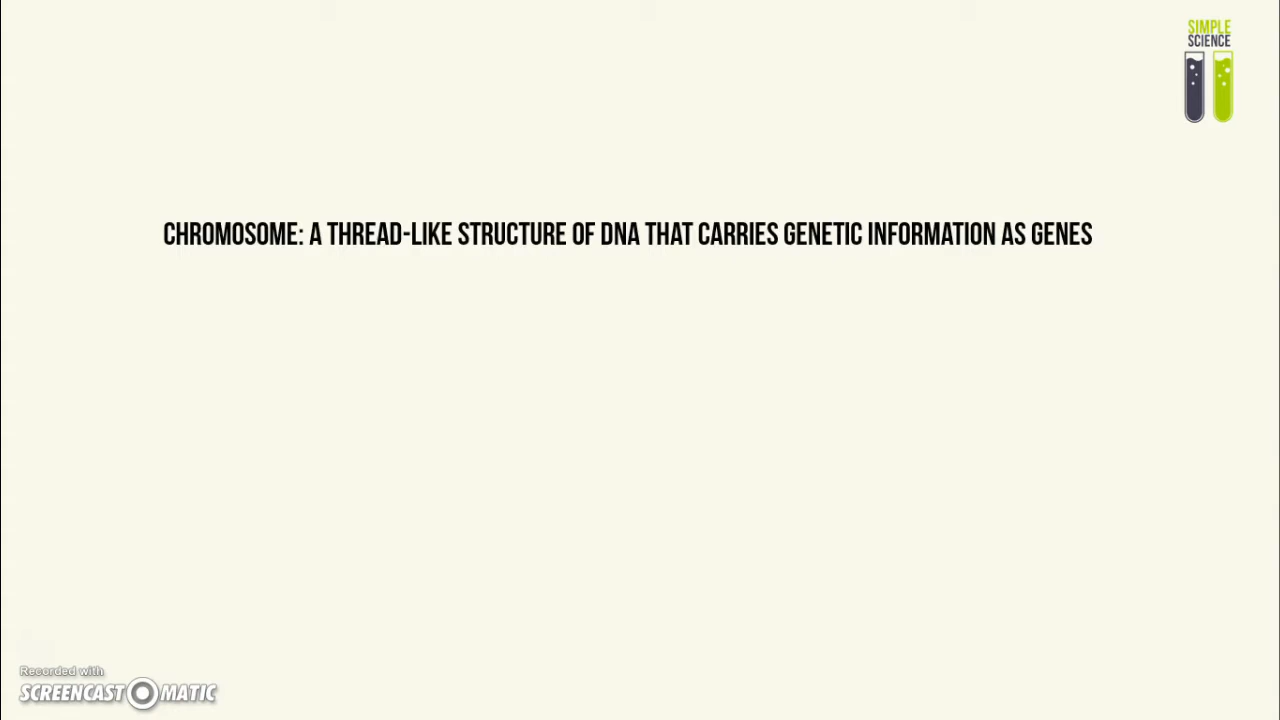 SIMPLE
SCIENCE
CHROMOSOME: A THREAD-LIKE STRUCTURE OF DNA THAT CARRIES GENETIC INFORMATION AS GENES
Recorded with
SCREENCAST MATIC